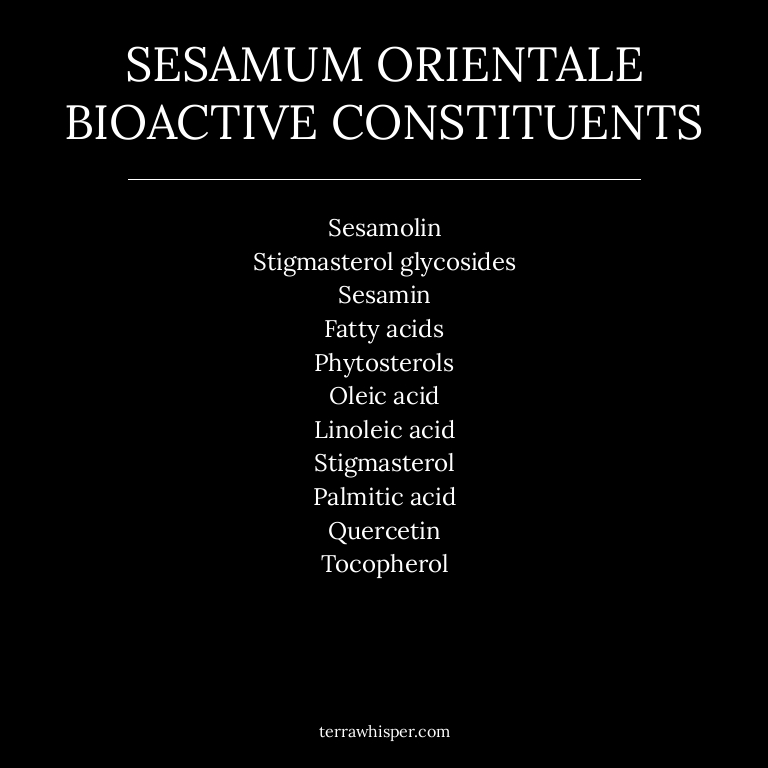 SESAMUM ORIENTALE
BIOACTIVE CONSTITUENTS
Sesamolin
Stigmasterol glycosides
Sesamin
Fatty acids
Phytosterols
Oleic acid
Linoleic acid
Stigmasterol
Palmitic acid
Quercetin
Tocopherol
terrawhisper.com